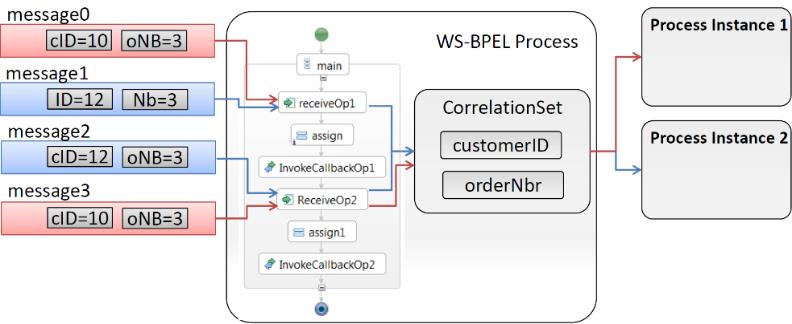 message0
cID=10 oNB=3
message1
ID=12 Nb=3
message2
cID=12 oNB=3
message3
cID=10 oNB=3
WS-BPEL Process
main
receiveOp1
assign
InvokeCallbackOp1
ReceiveOp2
assign1
InvokeCallbackOp2
CorrelationSet
customerID
orderNbr
Process Instance 1
Process Instance 2